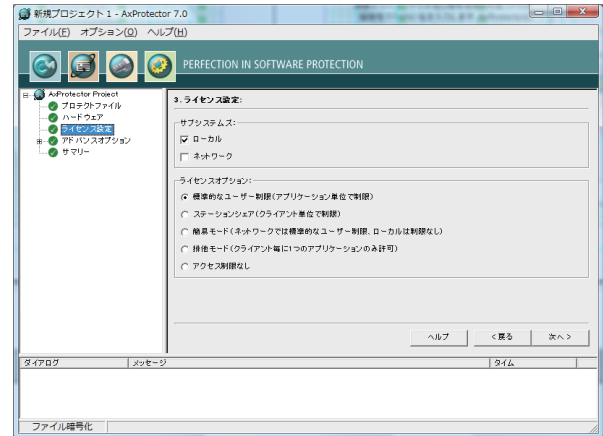 新規プロジェクト 1 - AxProtector 7.0
ファイル(F) オプション(O) ヘルプ(H)
PERFECTION IN SOFTWARE PROTECTION
AxProtector Project
プロテクトファイル
ハードウェア
ライセンス設定
アドバンスオプション
サマリー
3. ライセンス設定:
サブシステムズ:
ローカル
ネットワーク
ライセンスオプション:
標準的なユーザー制限(アプリケーション単位で制限)
ステーションシェア(クライアント単位で制限)
簡易モード(ネットワークでは標準的なユーザー制限、ローカルは制限なし)
排他モード(クライアント毎に1つのアプリケーションのみ許可)
アクセス制限なし
ヘルプ <戻る 次へ>
ダイアログ メッセージ タイム
ファイル暗号化